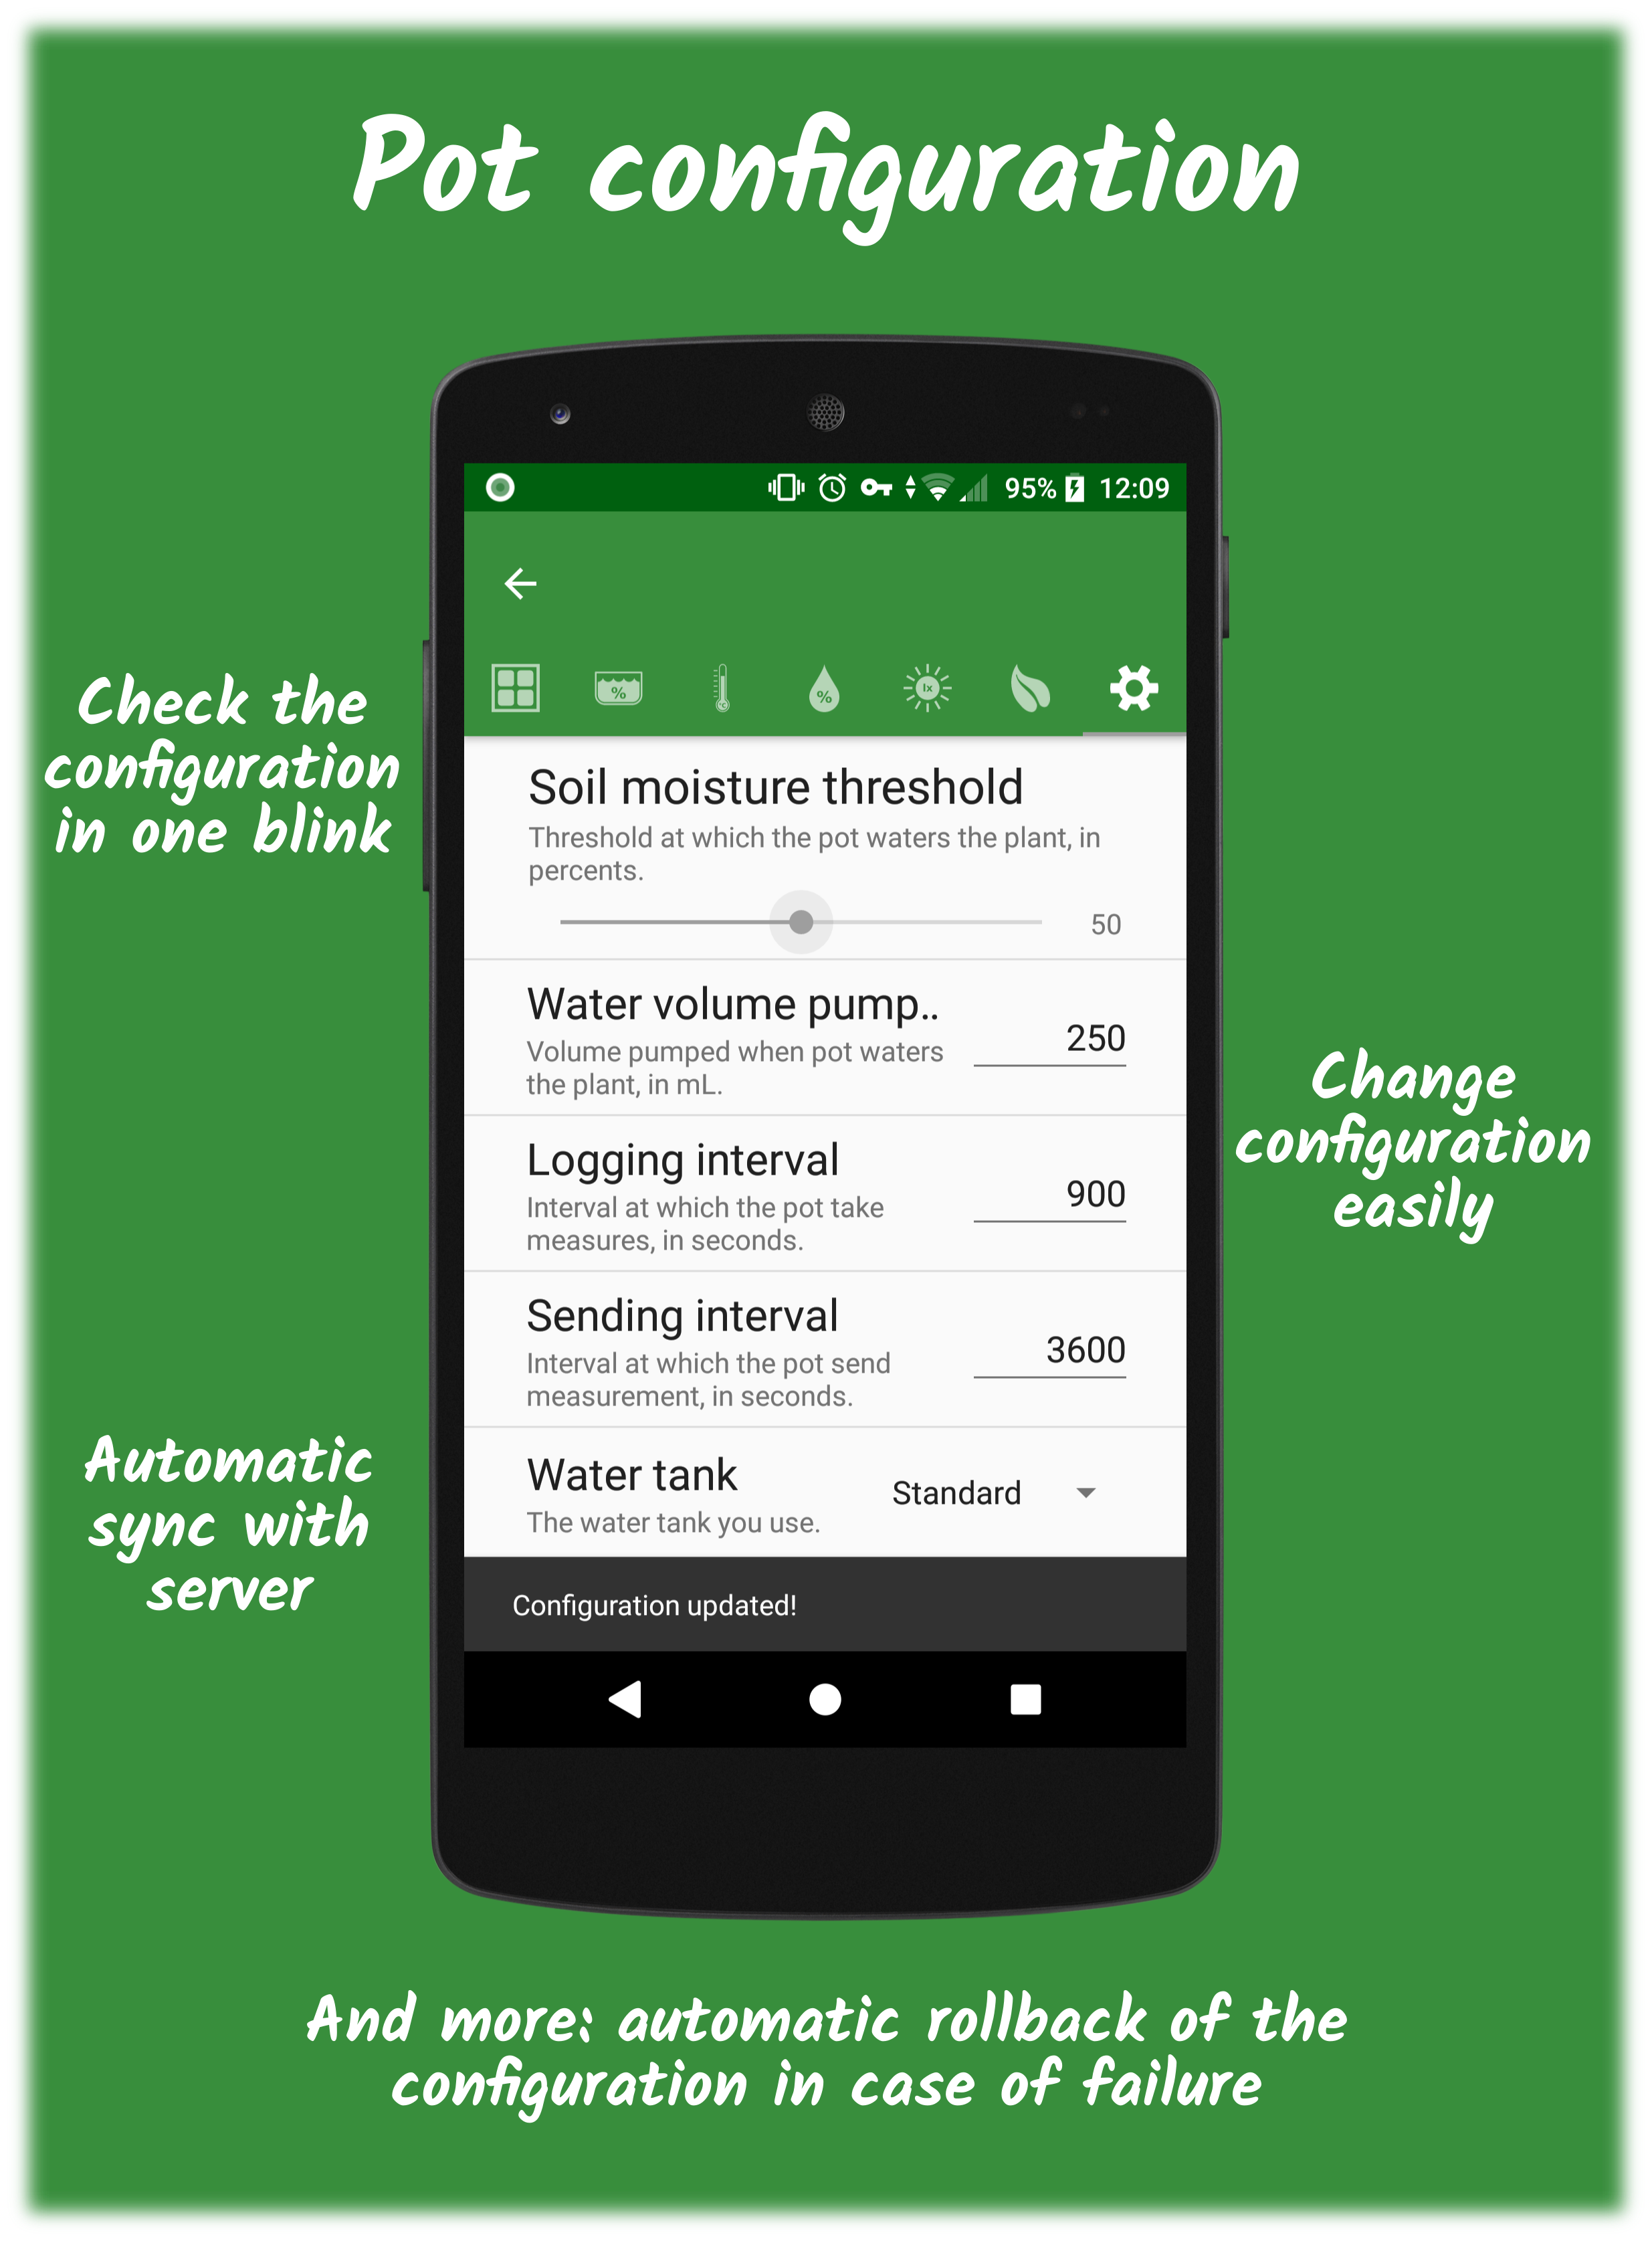 Pot configuration
95% 12:09
%
°C
%
lx
Check the
configuration
in one blink
Soil moisture threshold
Threshold at which the pot waters the plant, in
percents.
50
Water volume pump..
Volume pumped when pot waters
the plant, in mL.
250
Change
configuration
easily
Logging interval
Interval at which the pot take
measures, in seconds.
900
Sending interval
Interval at which the pot send
measurement, in seconds.
3600
Automatic
sync with
server
Water tank
The water tank you use.
Standard
Configuration updated!
And more: automatic rollback of the
configuration in case of failure